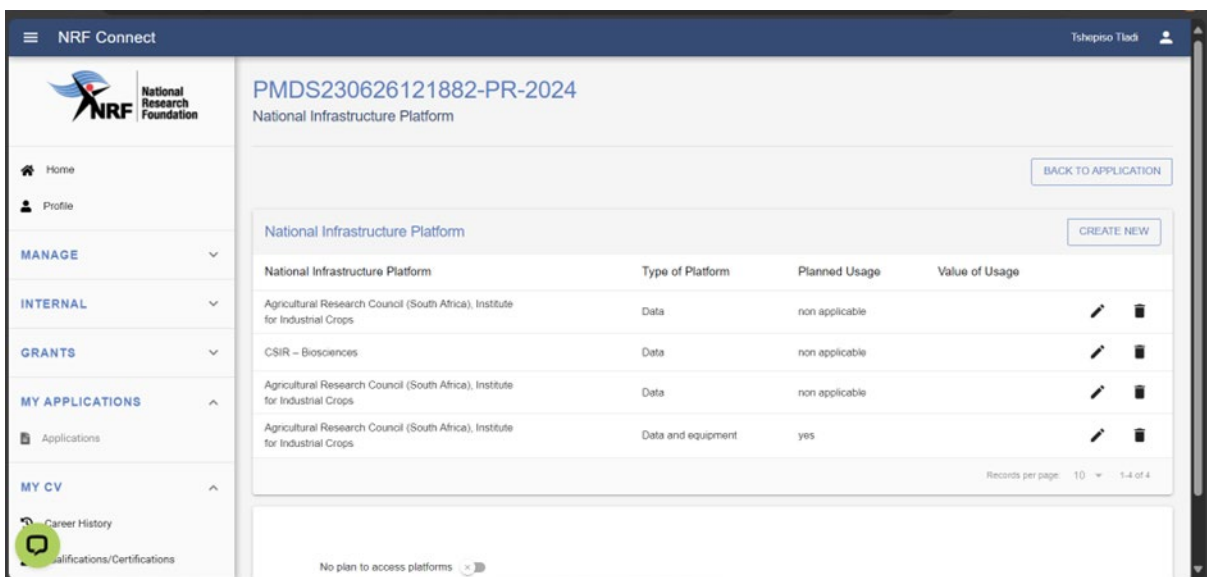 NRF Connect
Tshepiso Tladi
NRF
National
Research
Foundation
Home
Profile
MANAGE
INTERNAL
GRANTS
MY APPLICATIONS
Applications
MY CV
Career History
alifications/Certifications
PMDS230626121882-PR-2024
National Infrastructure Platform
BACK TO APPLICATION
National Infrastructure Platform
CREATE NEW
National Infrastructure Platform Type of Platform Planned Usage Value of Usage
Agricultural Research Council (South Africa), Institute
for Industrial Crops
Data non applicable
CSIR – Biosciences Data non applicable
Agricultural Research Council (South Africa), Institute
for Industrial Crops
Data non applicable
Agricultural Research Council (South Africa), Institute
for Industrial Crops
Data and equipment yes
Records per page: 10 1-4 of 4
No plan to access platforms